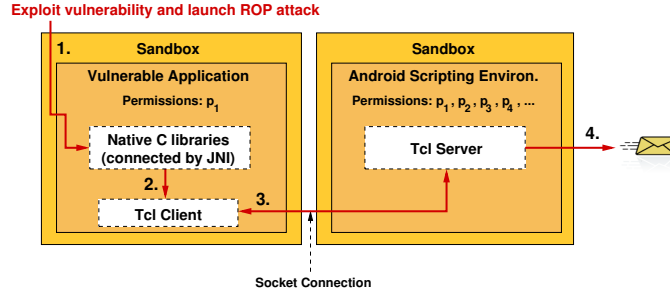 Exploit vulnerability and launch ROP attack
1.
Sandbox
Vulnerable Application
Permissions: p1
Native C libraries
(connected by JNI)
2.
Tcl Client
3.
Sandbox
Android Scripting Environ.
Permissions: p1 , p2 , p3 , p4 , ...
Tcl Server
4.
Socket Connection